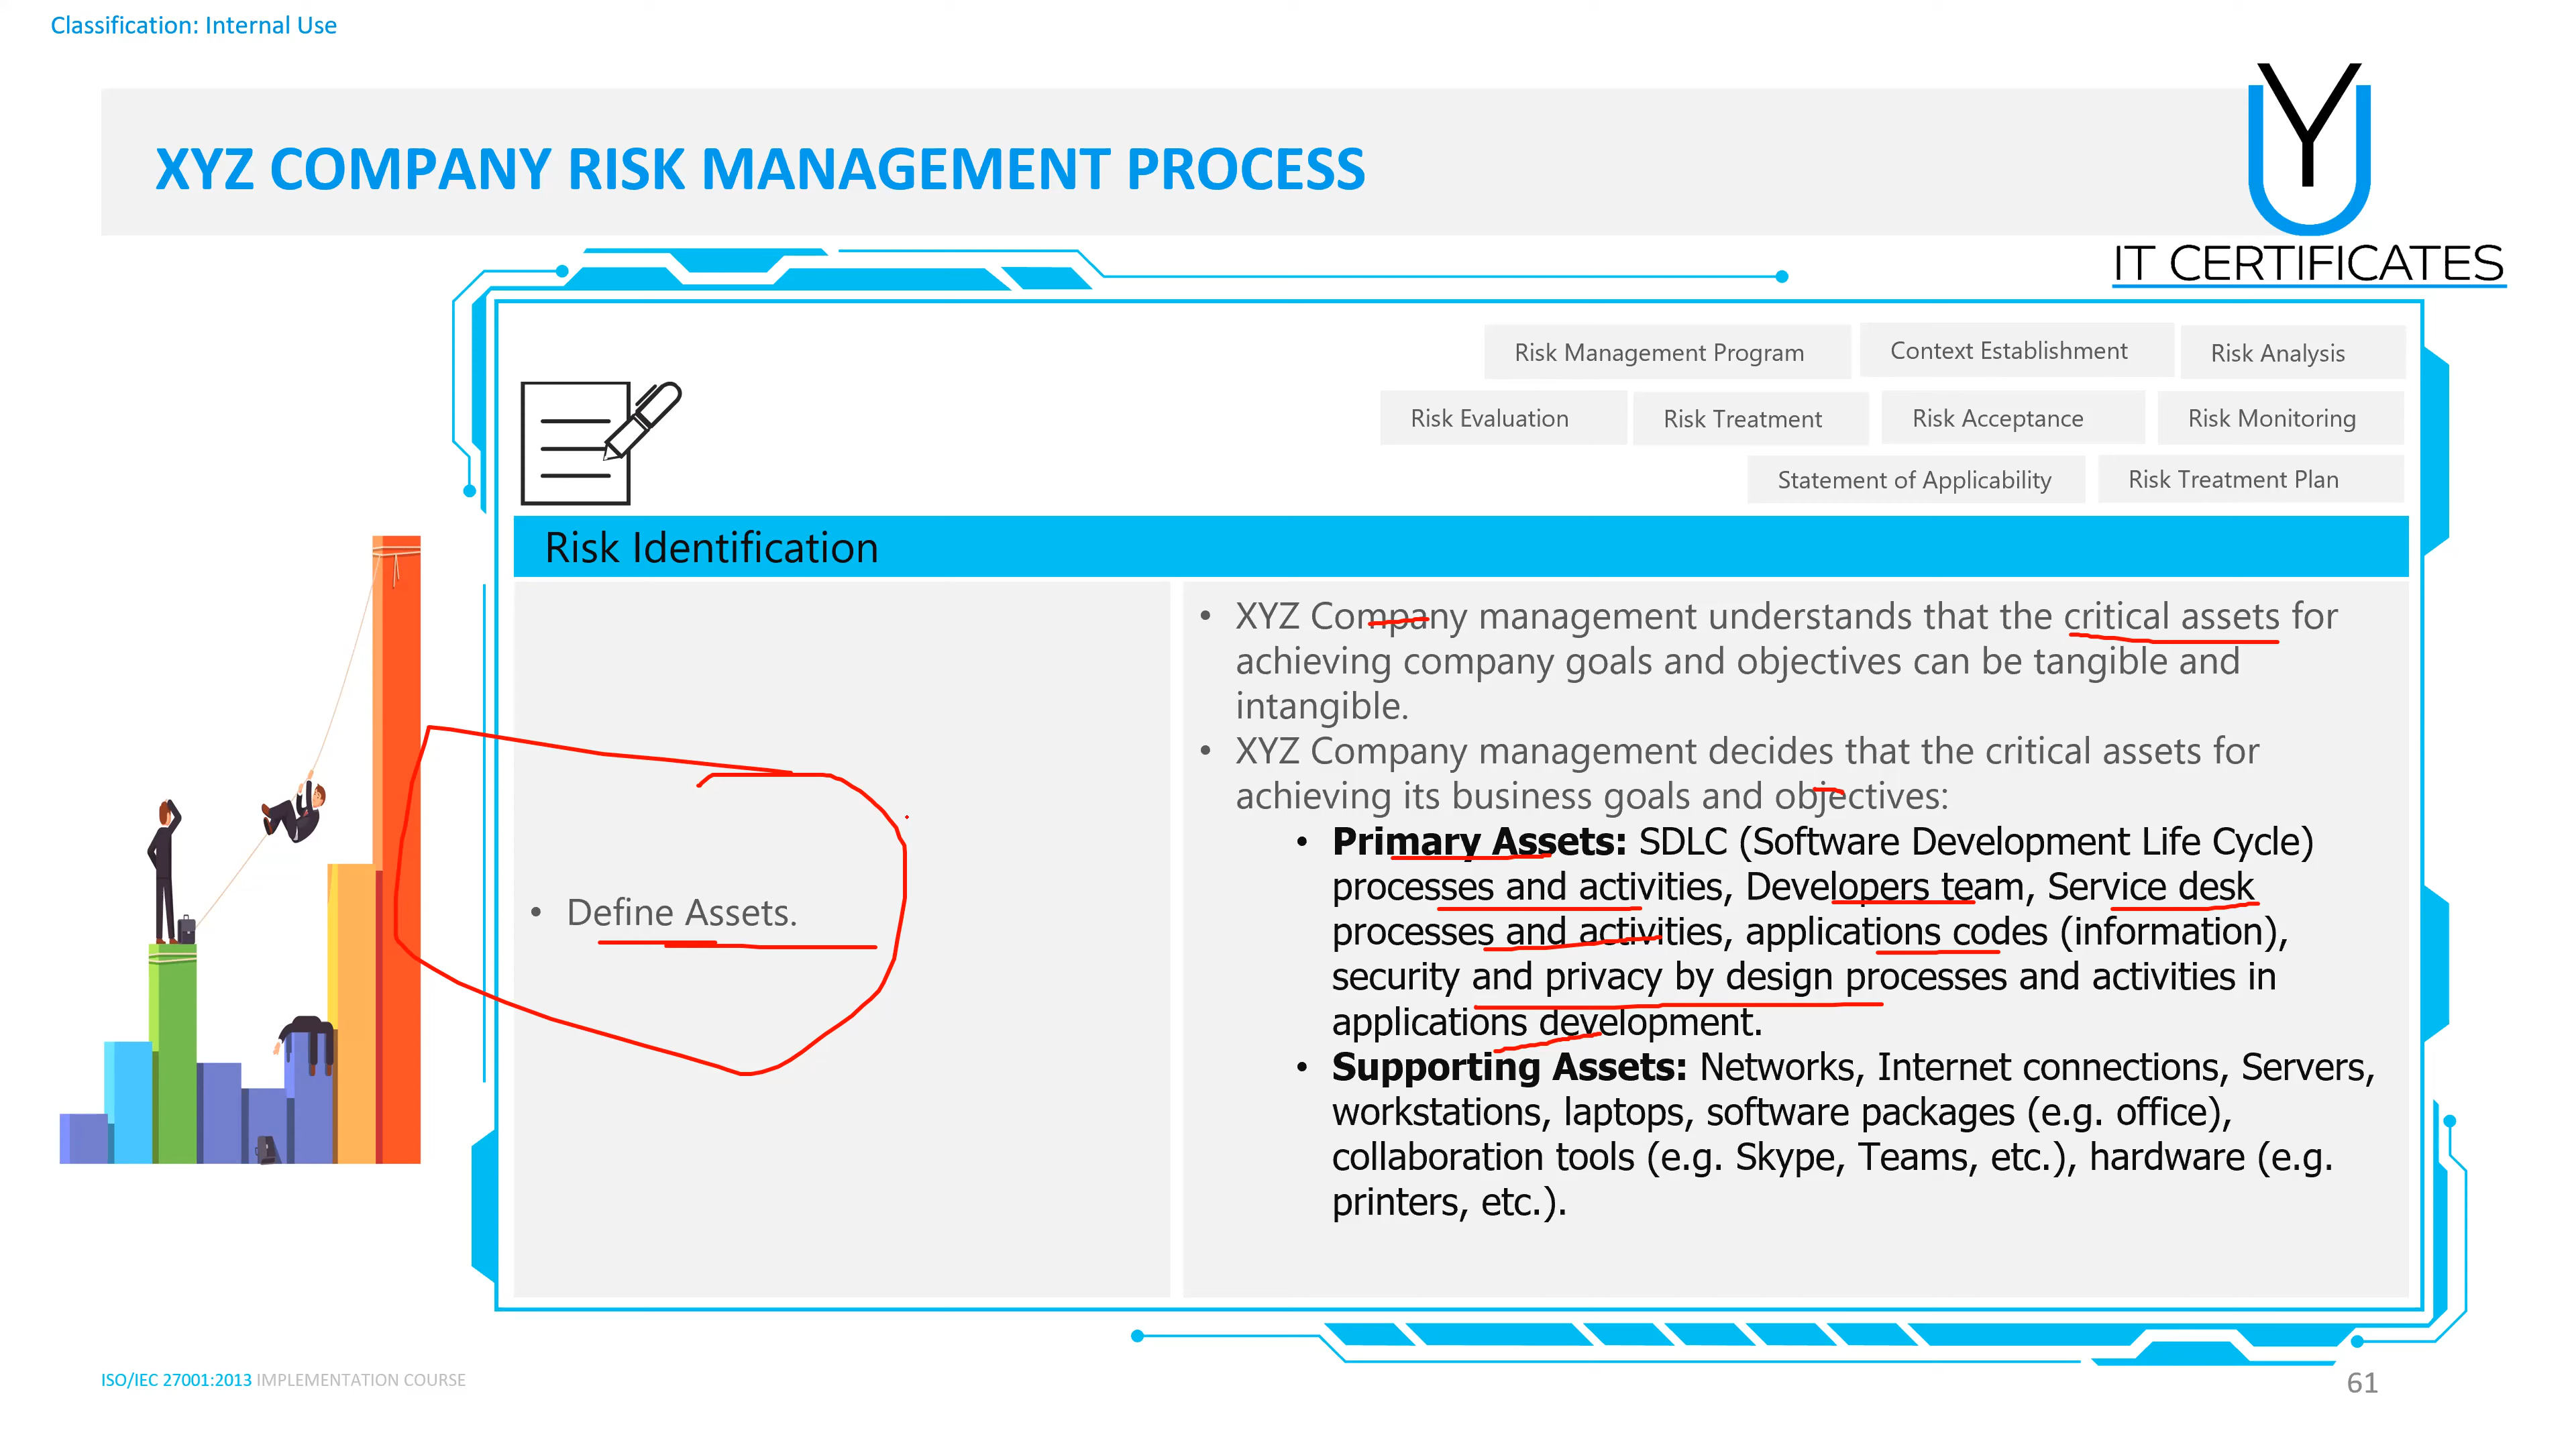 Classification: Internal Use
XYZ COMPANY RISK MANAGEMENT PROCESS
Y
IT CERTIFICATES
Risk Management Program
Context Establishment
Risk Analysis
Risk Evaluation
Risk Treatment
Risk Acceptance
Risk Monitoring
Statement of Applicability
Risk Treatment Plan
Risk Identification
• Define Assets.
• XYZ Company management understands that the critical assets for
achieving company goals and objectives can be tangible and
intangible.
• XYZ Company management decides that the critical assets for
achieving its business goals and objectives:
• Primary Assets: SDLC (Software Development Life Cycle)
processes and activities, Developers team, Service desk
processes and activities, applications codes (information),
security and privacy by design processes and activities in
applications development.
• Supporting Assets: Networks, Internet connections, Servers,
workstations, laptops, software packages (e.g. office),
collaboration tools (e.g. Skype, Teams, etc.), hardware (e.g.
printers, etc.).
ISO/IEC 27001:2013 IMPLEMENTATION COURSE
61